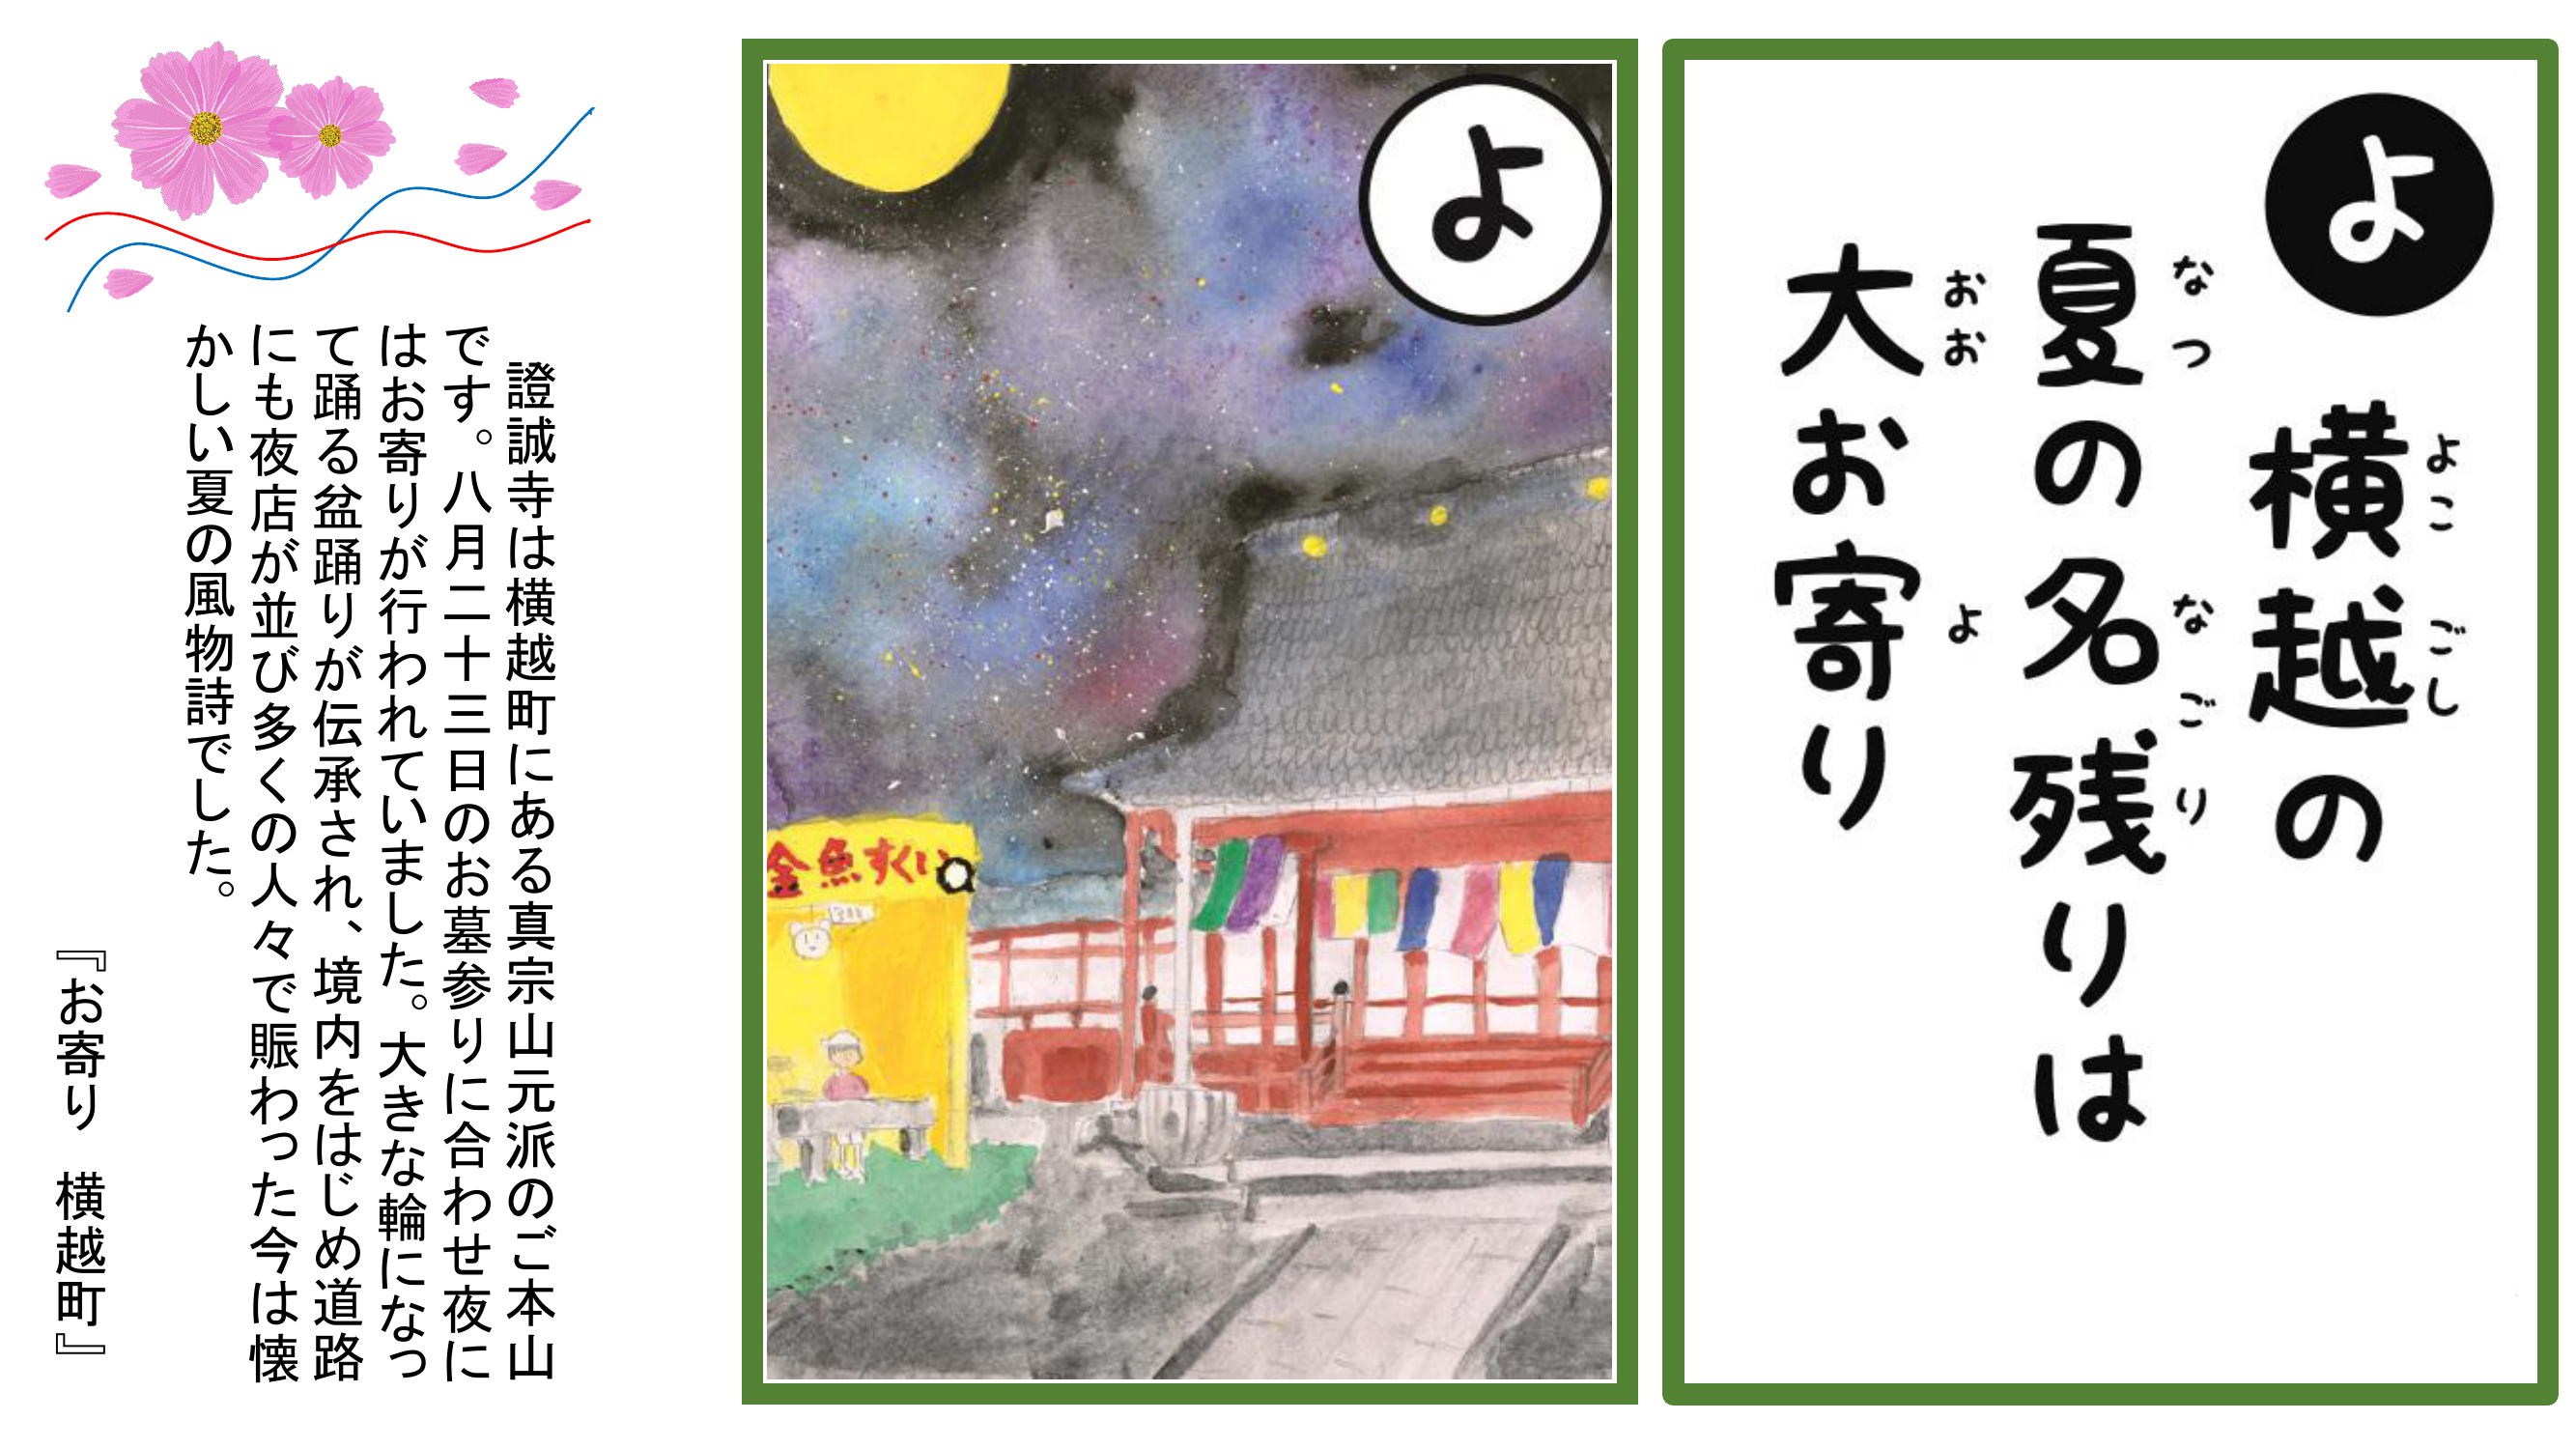 よ
横越の
よこごし
夏の名残りは
なつなごり
大お寄り
おおよ
よ
金魚すくい
300
證誠寺は横越町にある真宗山元派のご本山
です。八月二十三日のお墓参りに合わせ夜に
はお寄りが行われていました。大きな輪になっ
て踊る盆踊りが伝承され、境内をはじめ道路
にも夜店が並び多くの人々で賑わった今は懐
かしい夏の風物詩でした。
『お寄り　横越町』